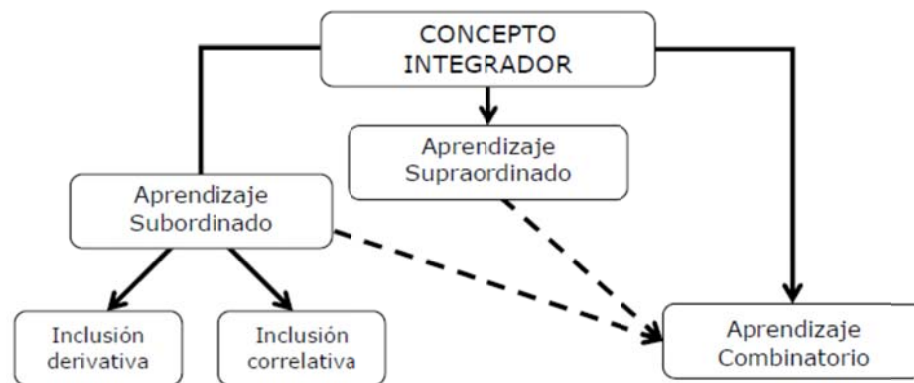 CONCEPTO
INTEGRADOR
Aprendizaje
Supraordinado
Aprendizaje
Subordinado
Inclusión
derivativa
Inclusión
correlativa
Aprendizaje
Combinatorio